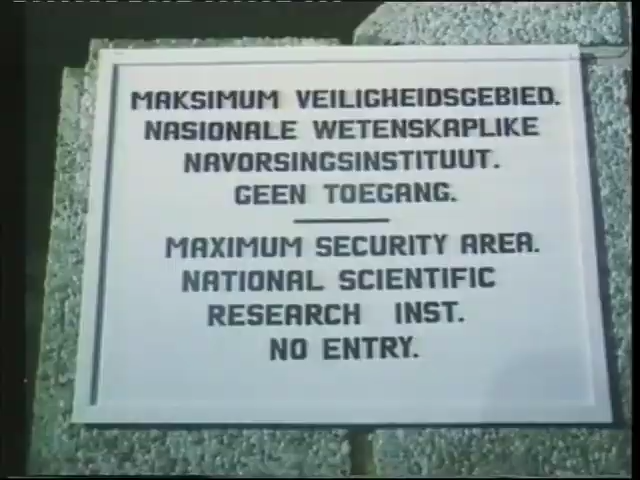 MAKSIMUM VEILIGHEIDSGEBIED.
NASIONALE WETENSKAPLIKE
NAVORSINGSINSTITUUT.
GEEN TOEGANG.
MAXIMUM SECURITY AREA.
NATIONAL SCIENTIFIC
RESEARCH INST.
NO ENTRY.